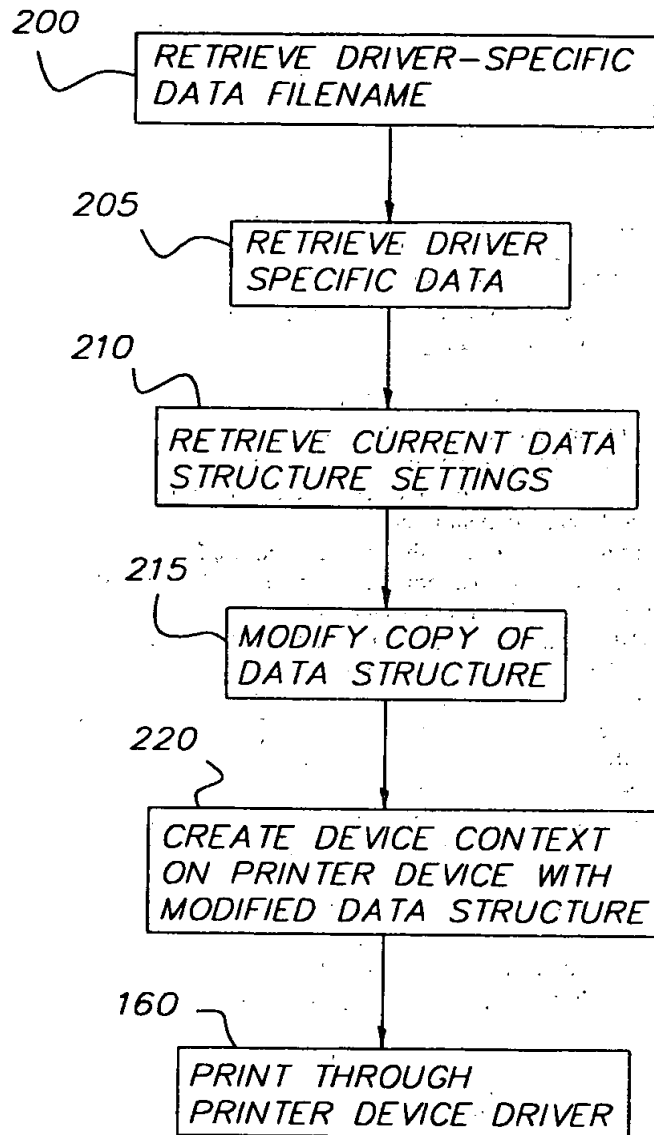 200
RETRIEVE DRIVER-SPECIFIC
DATA FILENAME
205
RETRIEVE DRIVER
SPECIFIC DATA
210
RETRIEVE CURRENT DATA
STRUCTURE SETTINGS
215
MODIFY COPY OF
DATA STRUCTURE
220
CREATE DEVICE CONTEXT
ON PRINTER DEVICE WITH
MODIFIED DATA STRUCTURE
160
PRINT THROUGH
PRINTER DEVICE DRIVER